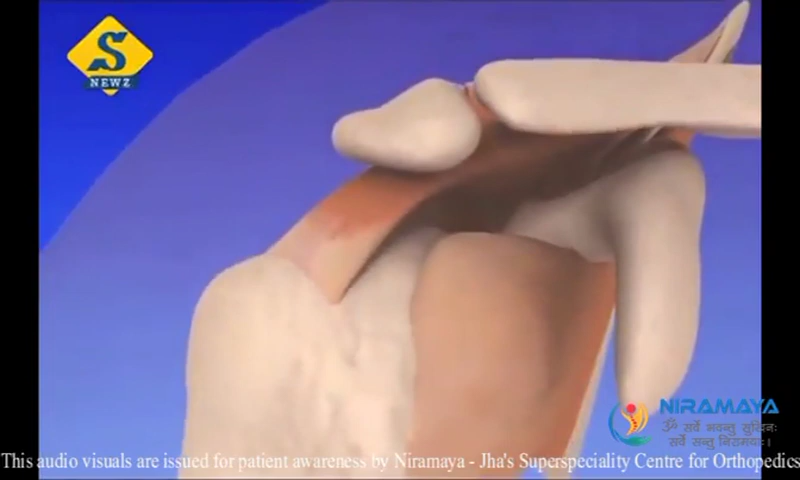 S
NEWZ
NIRAMAYA
ॐ सर्वे भवन्तु सुखिनः
सर्वे सन्तु निरामयाः।
This audio visuals are issued for patient awareness by Niramaya - Jha's Superspeciality Centre for Orthopedics